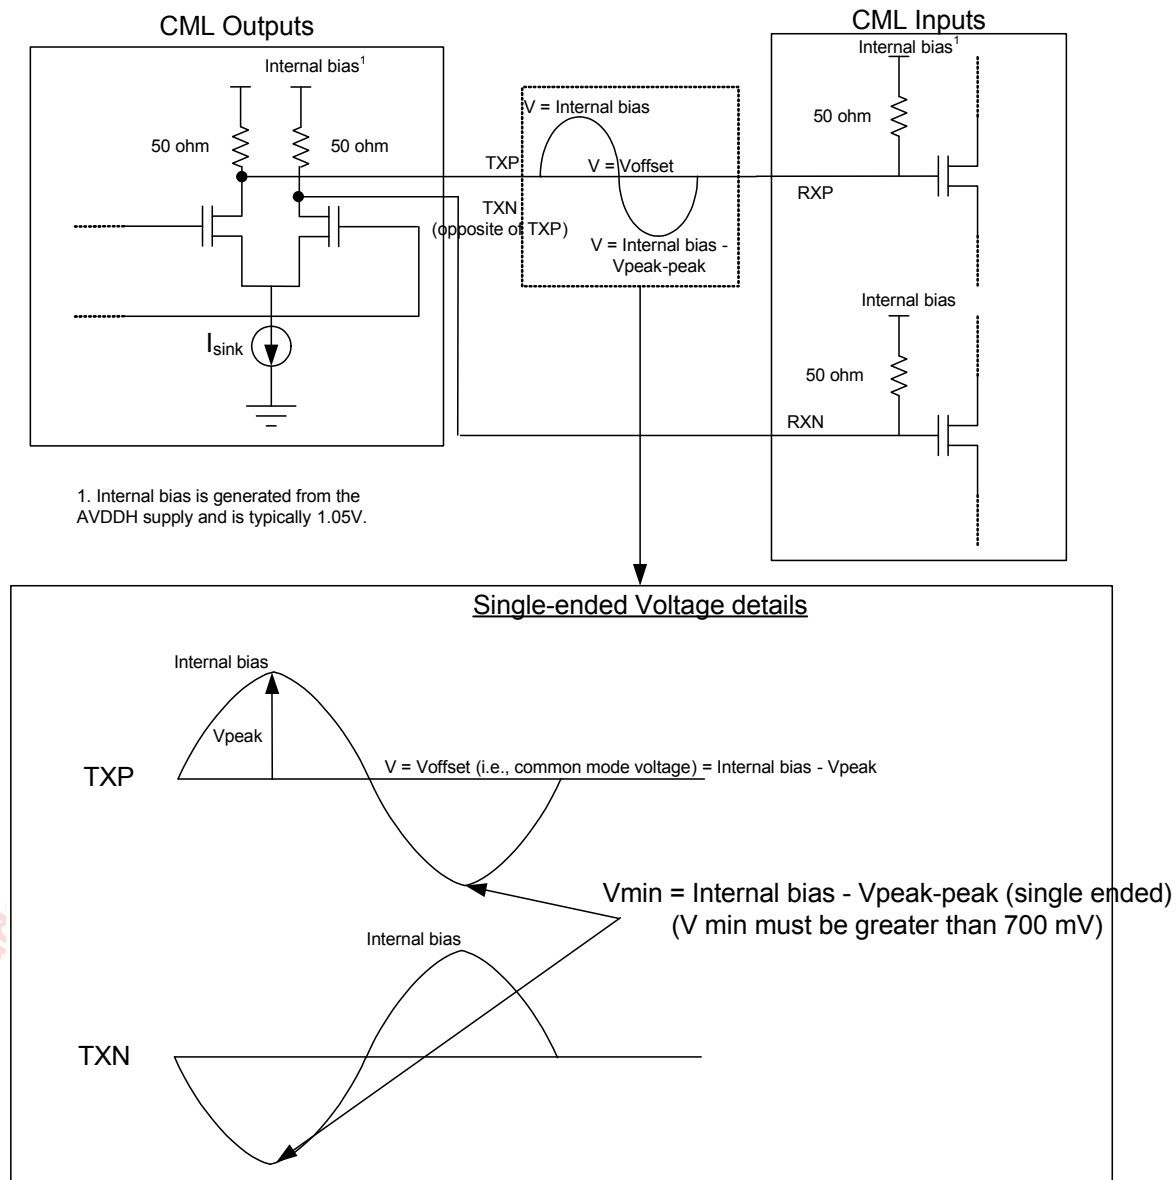 CML Outputs
CML Inputs
Internal bias1
50 ohm
50 ohm
Isink
V = Internal bias
TXP
V = Voffset
TXN
(opposite of TXP)
V = Internal bias -
Vpeak-peak
Internal bias1
50 ohm
RXP
Internal bias
50 ohm
RXN
1. Internal bias is generated from the
AVDDH supply and is typically 1.05V.
Single-ended Voltage details
Internal bias
Vpeak
TXP
V = Voffset (i.e., common mode voltage) = Internal bias - Vpeak
Vmin = Internal bias - Vpeak-peak (single ended)
(V min must be greater than 700 mV)
Internal bias
TXN